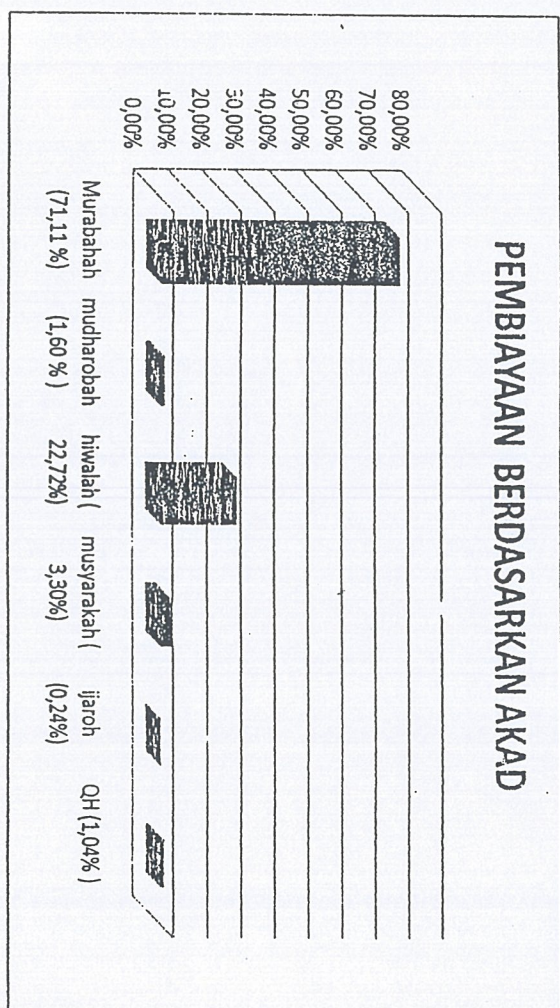 PEMBIAYAAN BERDASARKAN AKAD
80,00%
70,00%
60,00%
50,00%
40,00%
30,00%
20,00%
10,00%
0,00%
Murabahah
(71,11 %)
mudharobah
(1,60 % )
hiwalah (
22,72%)
musyarakah (
3,30%)
ijaroh
(0,24%)
QH (1,04% )